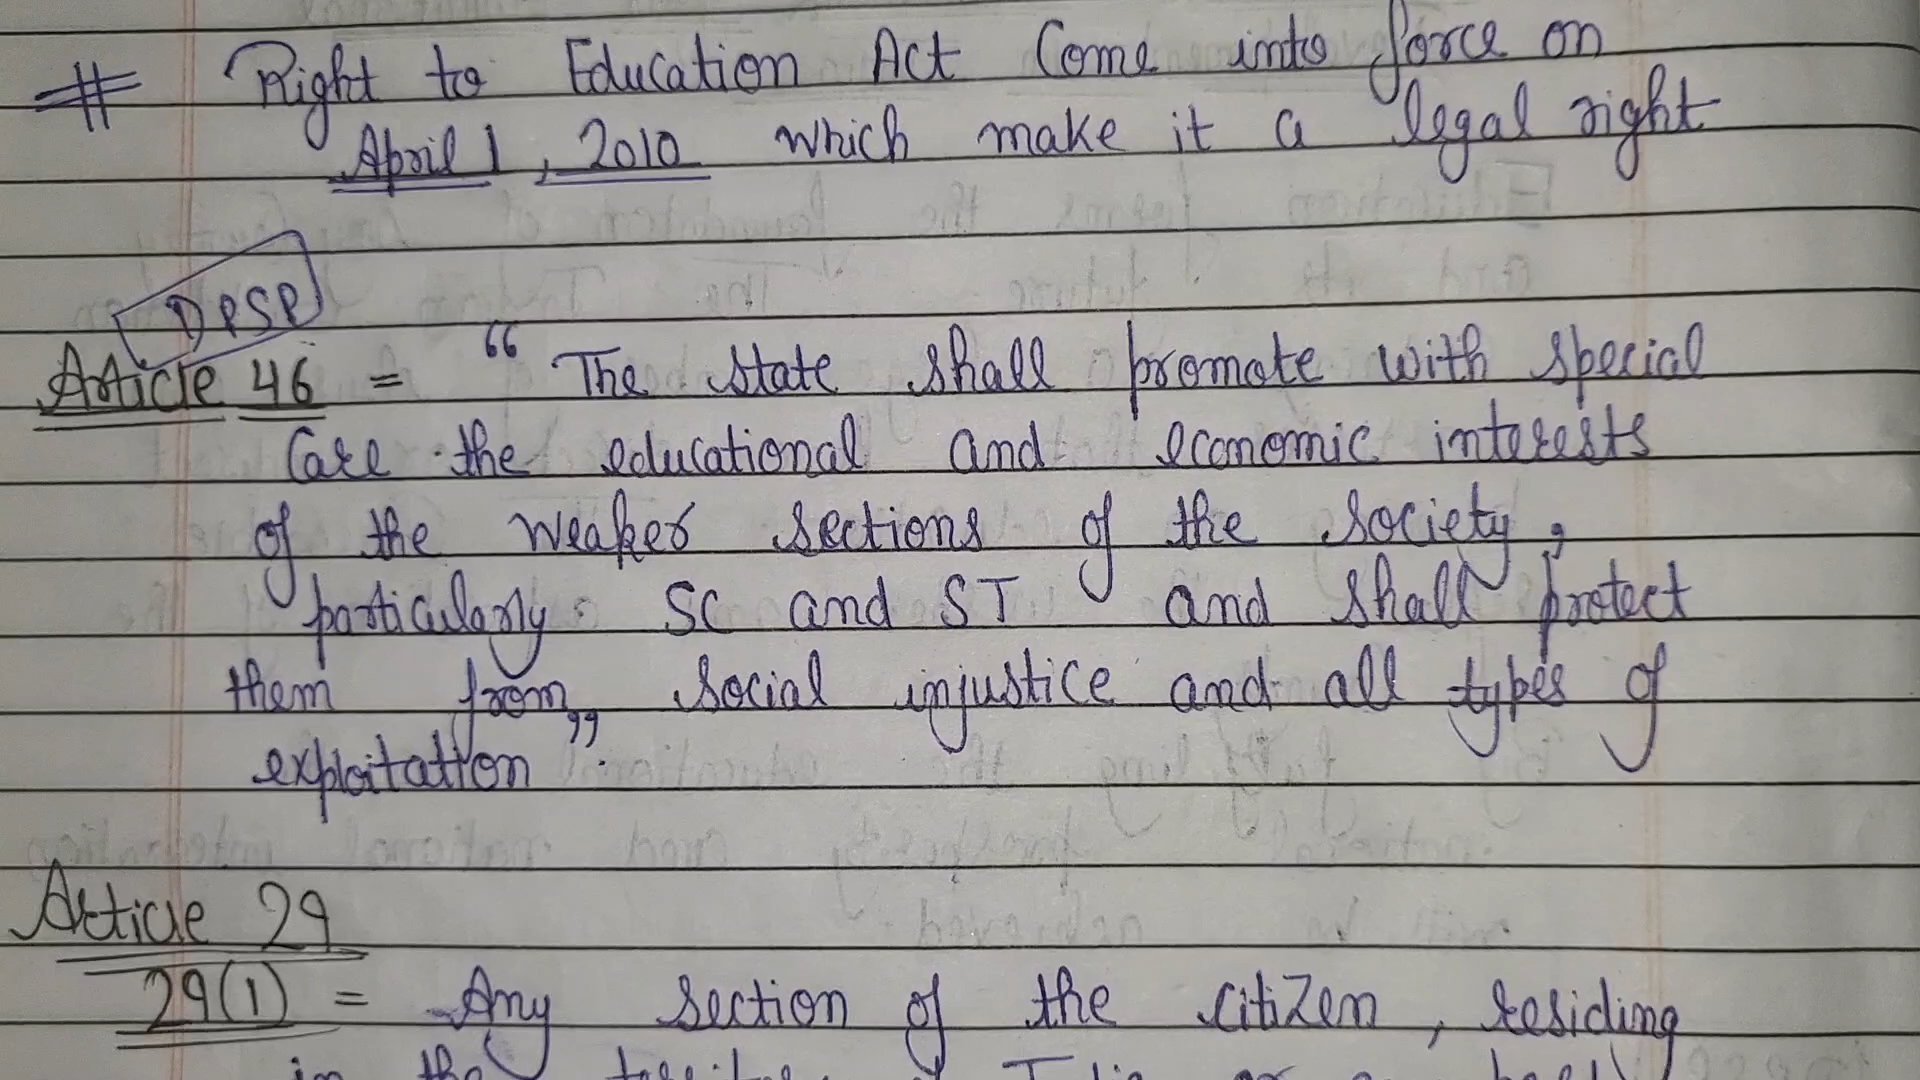 # Right to Education Act Come into force on
April 1, 2010 which make it a legal right
DPSP
Article 46 = "The state shall promote with special
Care the educational and economic interests
of the weaker sections of the society,
particularly SC and ST and shall protect
them from social injustice and all types of
exploitation".
Article 29
29(1) = Any section of the citizen, residing
in the